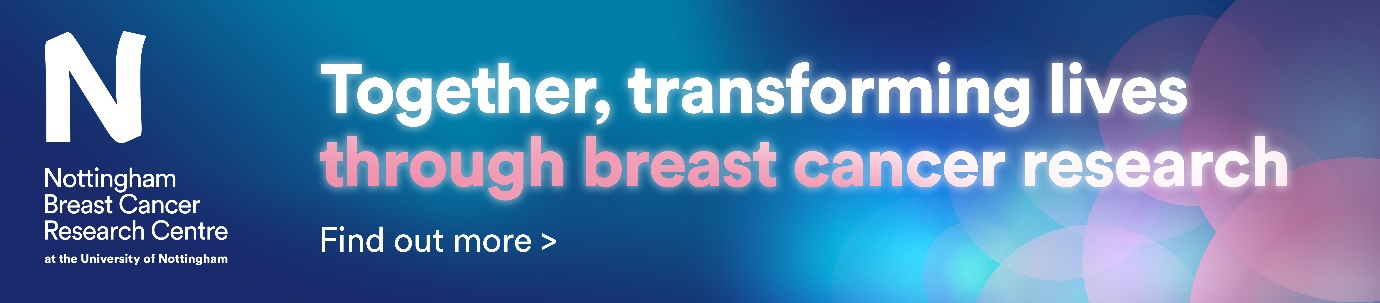 N
Nottingham
Breast Cancer
Research Centre
at the University of Nottingham
Together, transforming lives
through breast cancer research
Find out more >